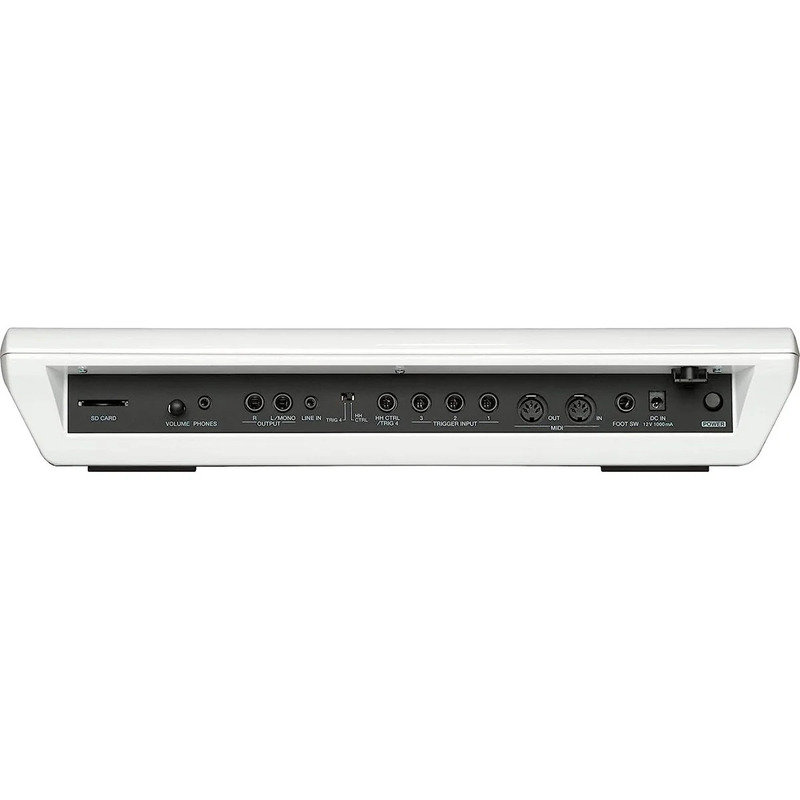 SD CARD
VOLUME PHONES
R L/MONO
OUTPUT
LINE IN
TRIG 4
HH
CTRL
HH CTRL
/TRIG 4
3 2 1
TRIGGER INPUT
OUT IN
MIDI
FOOT SW
DC IN
12V 1000mA
POWER